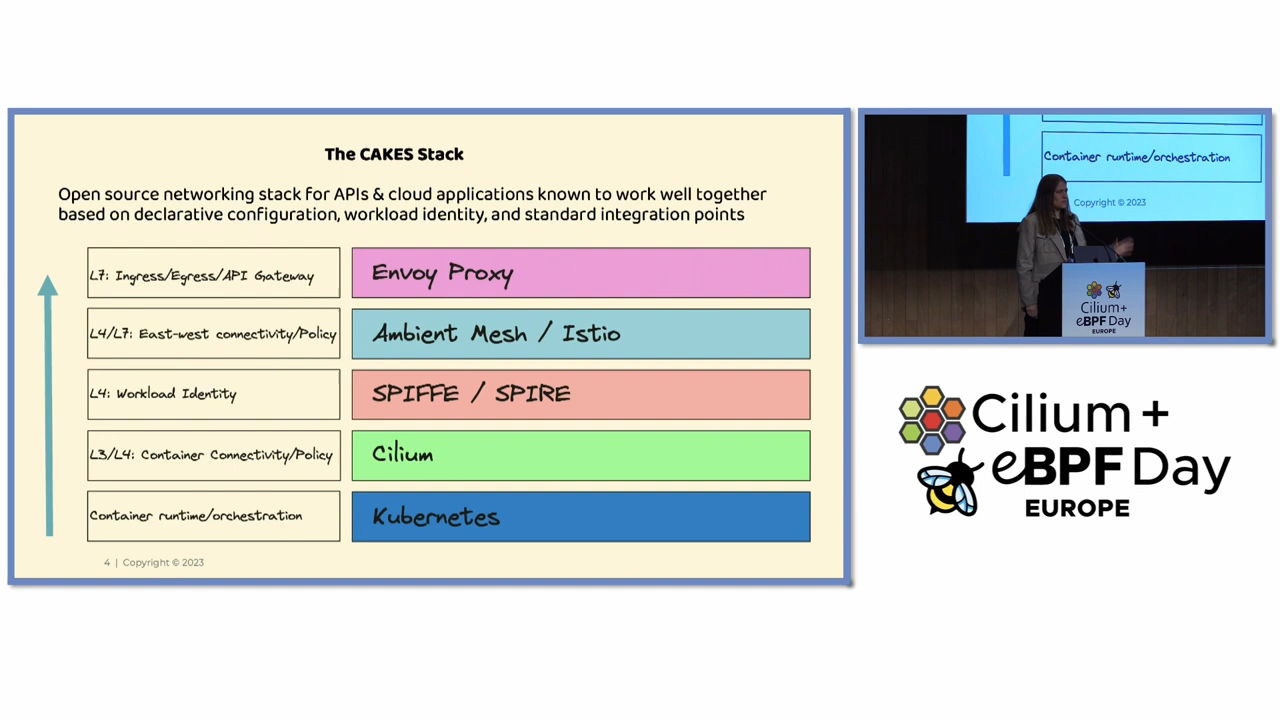 The CAKES Stack
Open source networking stack for APIs & cloud applications known to work well together
based on declarative configuration, workload identity, and standard integration points
L7: Ingress/Egress/API Gateway
Envoy Proxy
L4/L7: East-west connectivity/Policy
Ambient Mesh / Istio
L4: Workload Identity
SPIFFE / SPIRE
L3/L4: Container Connectivity/Policy
Cilium
Container runtime/orchestration
Kubernetes
4 | Copyright © 2023
Container runtime/orchestration
Copyright © 2023
Cilium+
eBPF Day
EUROPE
Cilium +
eBPF Day
EUROPE